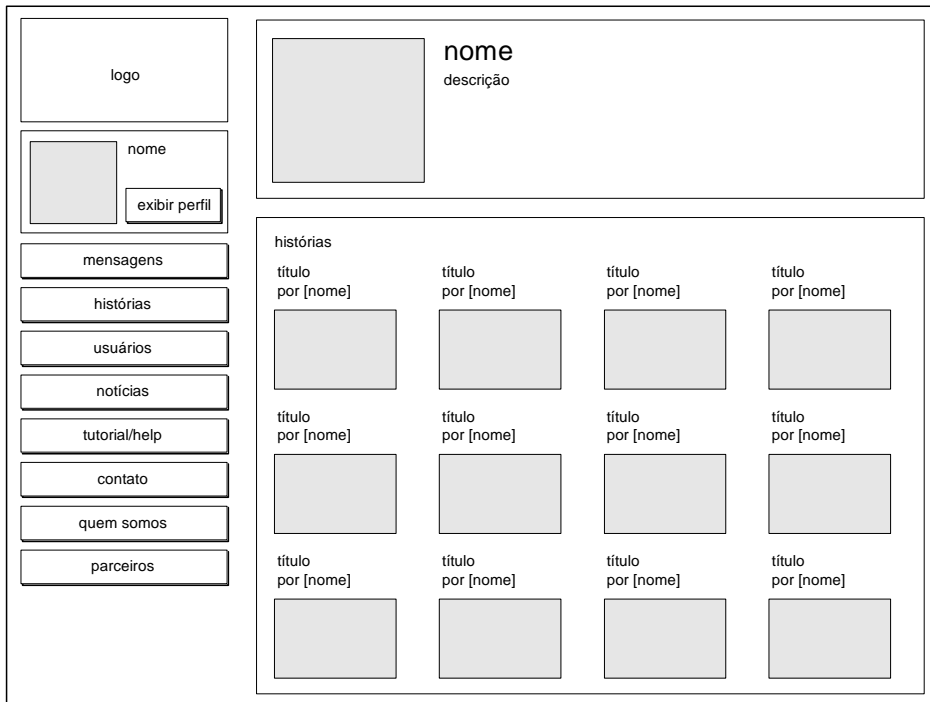 logo
nome
exibir perfil
mensagens
histórias
usuários
notícias
tutorial/help
contato
quem somos
parceiros
nome
descrição
histórias
título
por [nome]
título
por [nome]
título
por [nome]
título
por [nome]
título
por [nome]
título
por [nome]
título
por [nome]
título
por [nome]
título
por [nome]
título
por [nome]
título
por [nome]
título
por [nome]